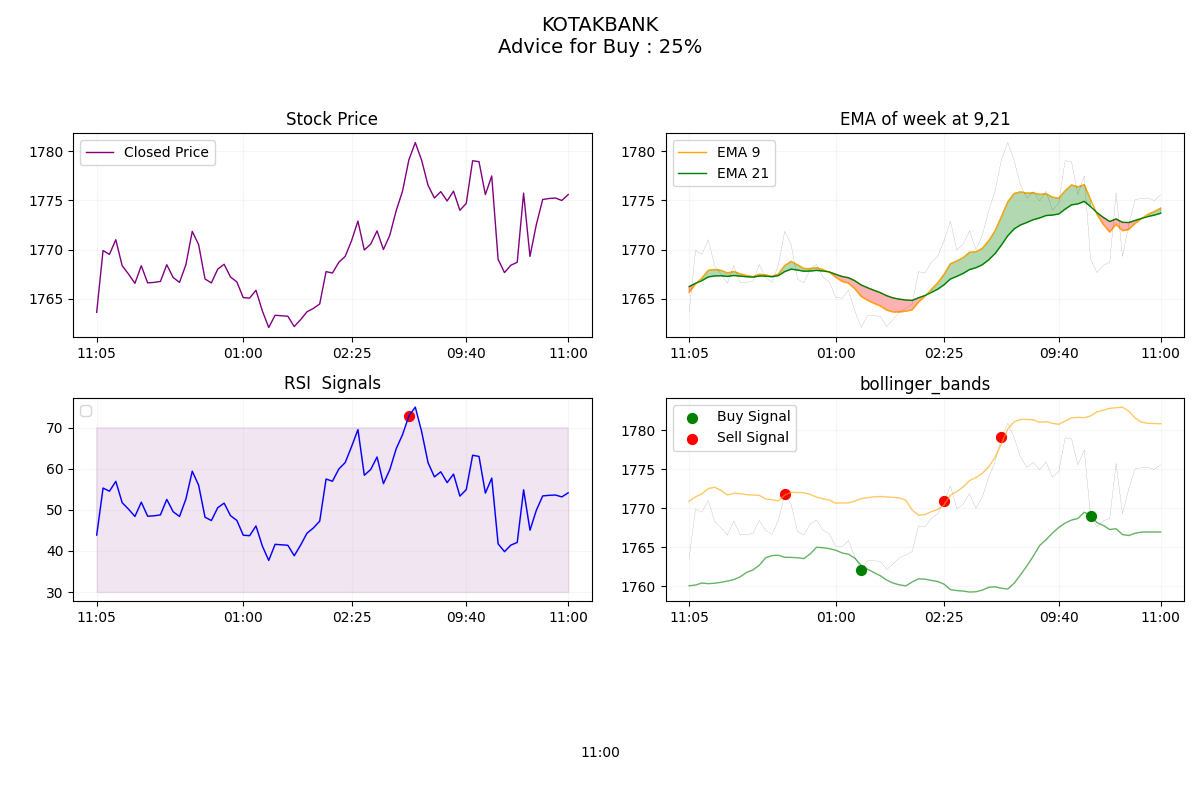 KOTAKBANK
Advice for Buy : 25%
Stock Price
Closed Price
1780
1775
1770
1765
11:05 01:00 02:25 09:40 11:00
EMA of week at 9,21
EMA 9
EMA 21
1780
1775
1770
1765
11:05 01:00 02:25 09:40 11:00
RSI  Signals
70
60
50
40
30
11:05 01:00 02:25 09:40 11:00
bollinger_bands
Buy Signal
Sell Signal
1780
1775
1770
1765
1760
11:05 01:00 02:25 09:40 11:00
11:00